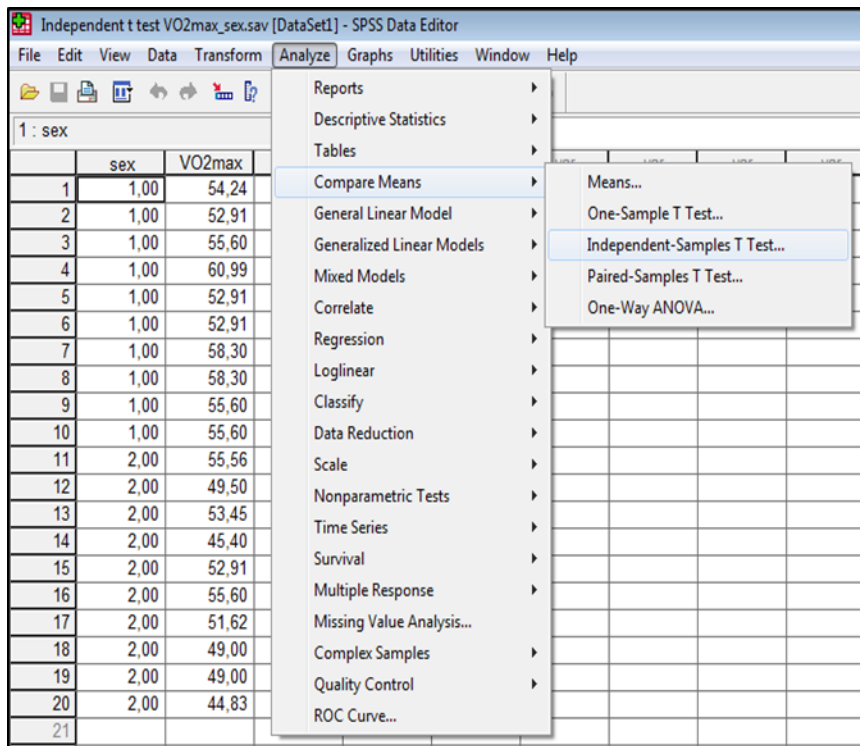 Independent t test VO2max_sex.sav [DataSet1] - SPSS Data Editor
File Edit View Data Transform Analyze Graphs Utilities Window Help
1 : sex
sex VO2max
1 1,00 54,24
2 1,00 52,91
3 1,00 55,60
4 1,00 60,99
5 1,00 52,91
6 1,00 52,91
7 1,00 58,30
8 1,00 58,30
9 1,00 55,60
10 1,00 55,60
11 2,00 55,56
12 2,00 49,50
13 2,00 53,45
14 2,00 45,40
15 2,00 52,91
16 2,00 55,60
17 2,00 51,62
18 2,00 49,00
19 2,00 49,00
20 2,00 44,83
21
Reports
Descriptive Statistics
Tables
Compare Means
General Linear Model
Generalized Linear Models
Mixed Models
Correlate
Regression
Loglinear
Classify
Data Reduction
Scale
Nonparametric Tests
Time Series
Survival
Multiple Response
Missing Value Analysis...
Complex Samples
Quality Control
ROC Curve...
Means...
One-Sample T Test...
Independent-Samples T Test...
Paired-Samples T Test...
One-Way ANOVA...